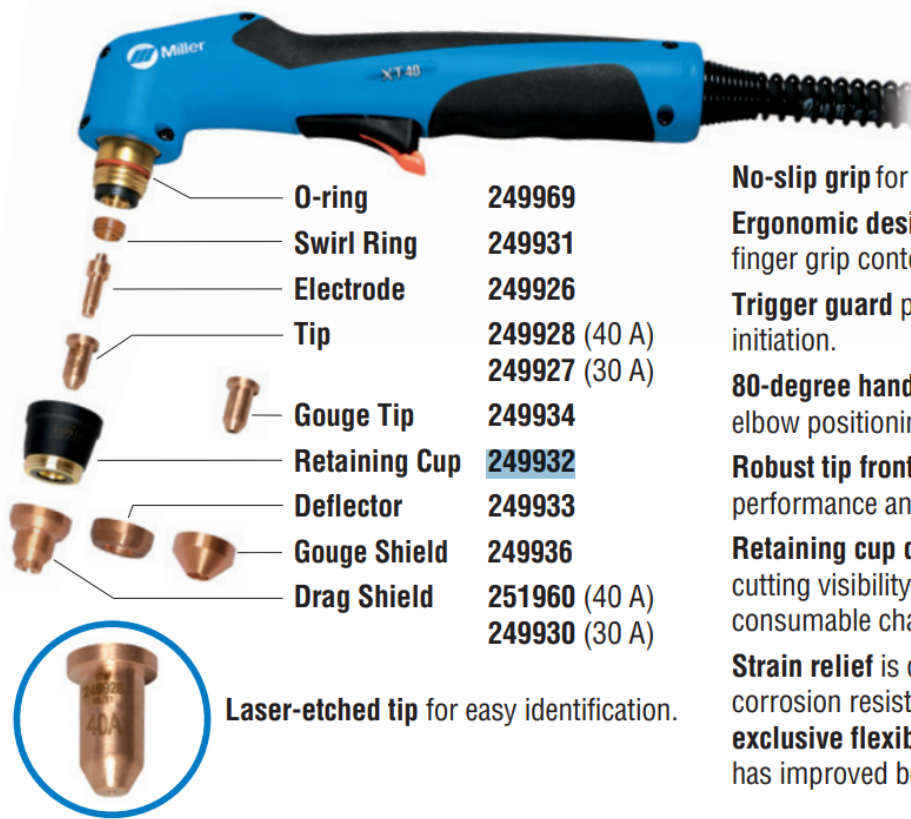 Miller
XT40
O-ring 249969
Swirl Ring 249931
Electrode 249926
Tip 249928 (40 A)
249927 (30 A)
Gouge Tip 249934
Retaining Cup 249932
Deflector 249933
Gouge Shield 249936
Drag Shield 251960 (40 A)
249930 (30 A)
249928
40A
Laser-etched tip for easy identification.
No-slip grip for
Ergonomic desi
finger grip conto
Trigger guard p
initiation.
80-degree hand
elbow positionin
Robust tip front
performance an
Retaining cup d
cutting visibility
consumable cha
Strain relief is c
corrosion resist
exclusive flexib
has improved be